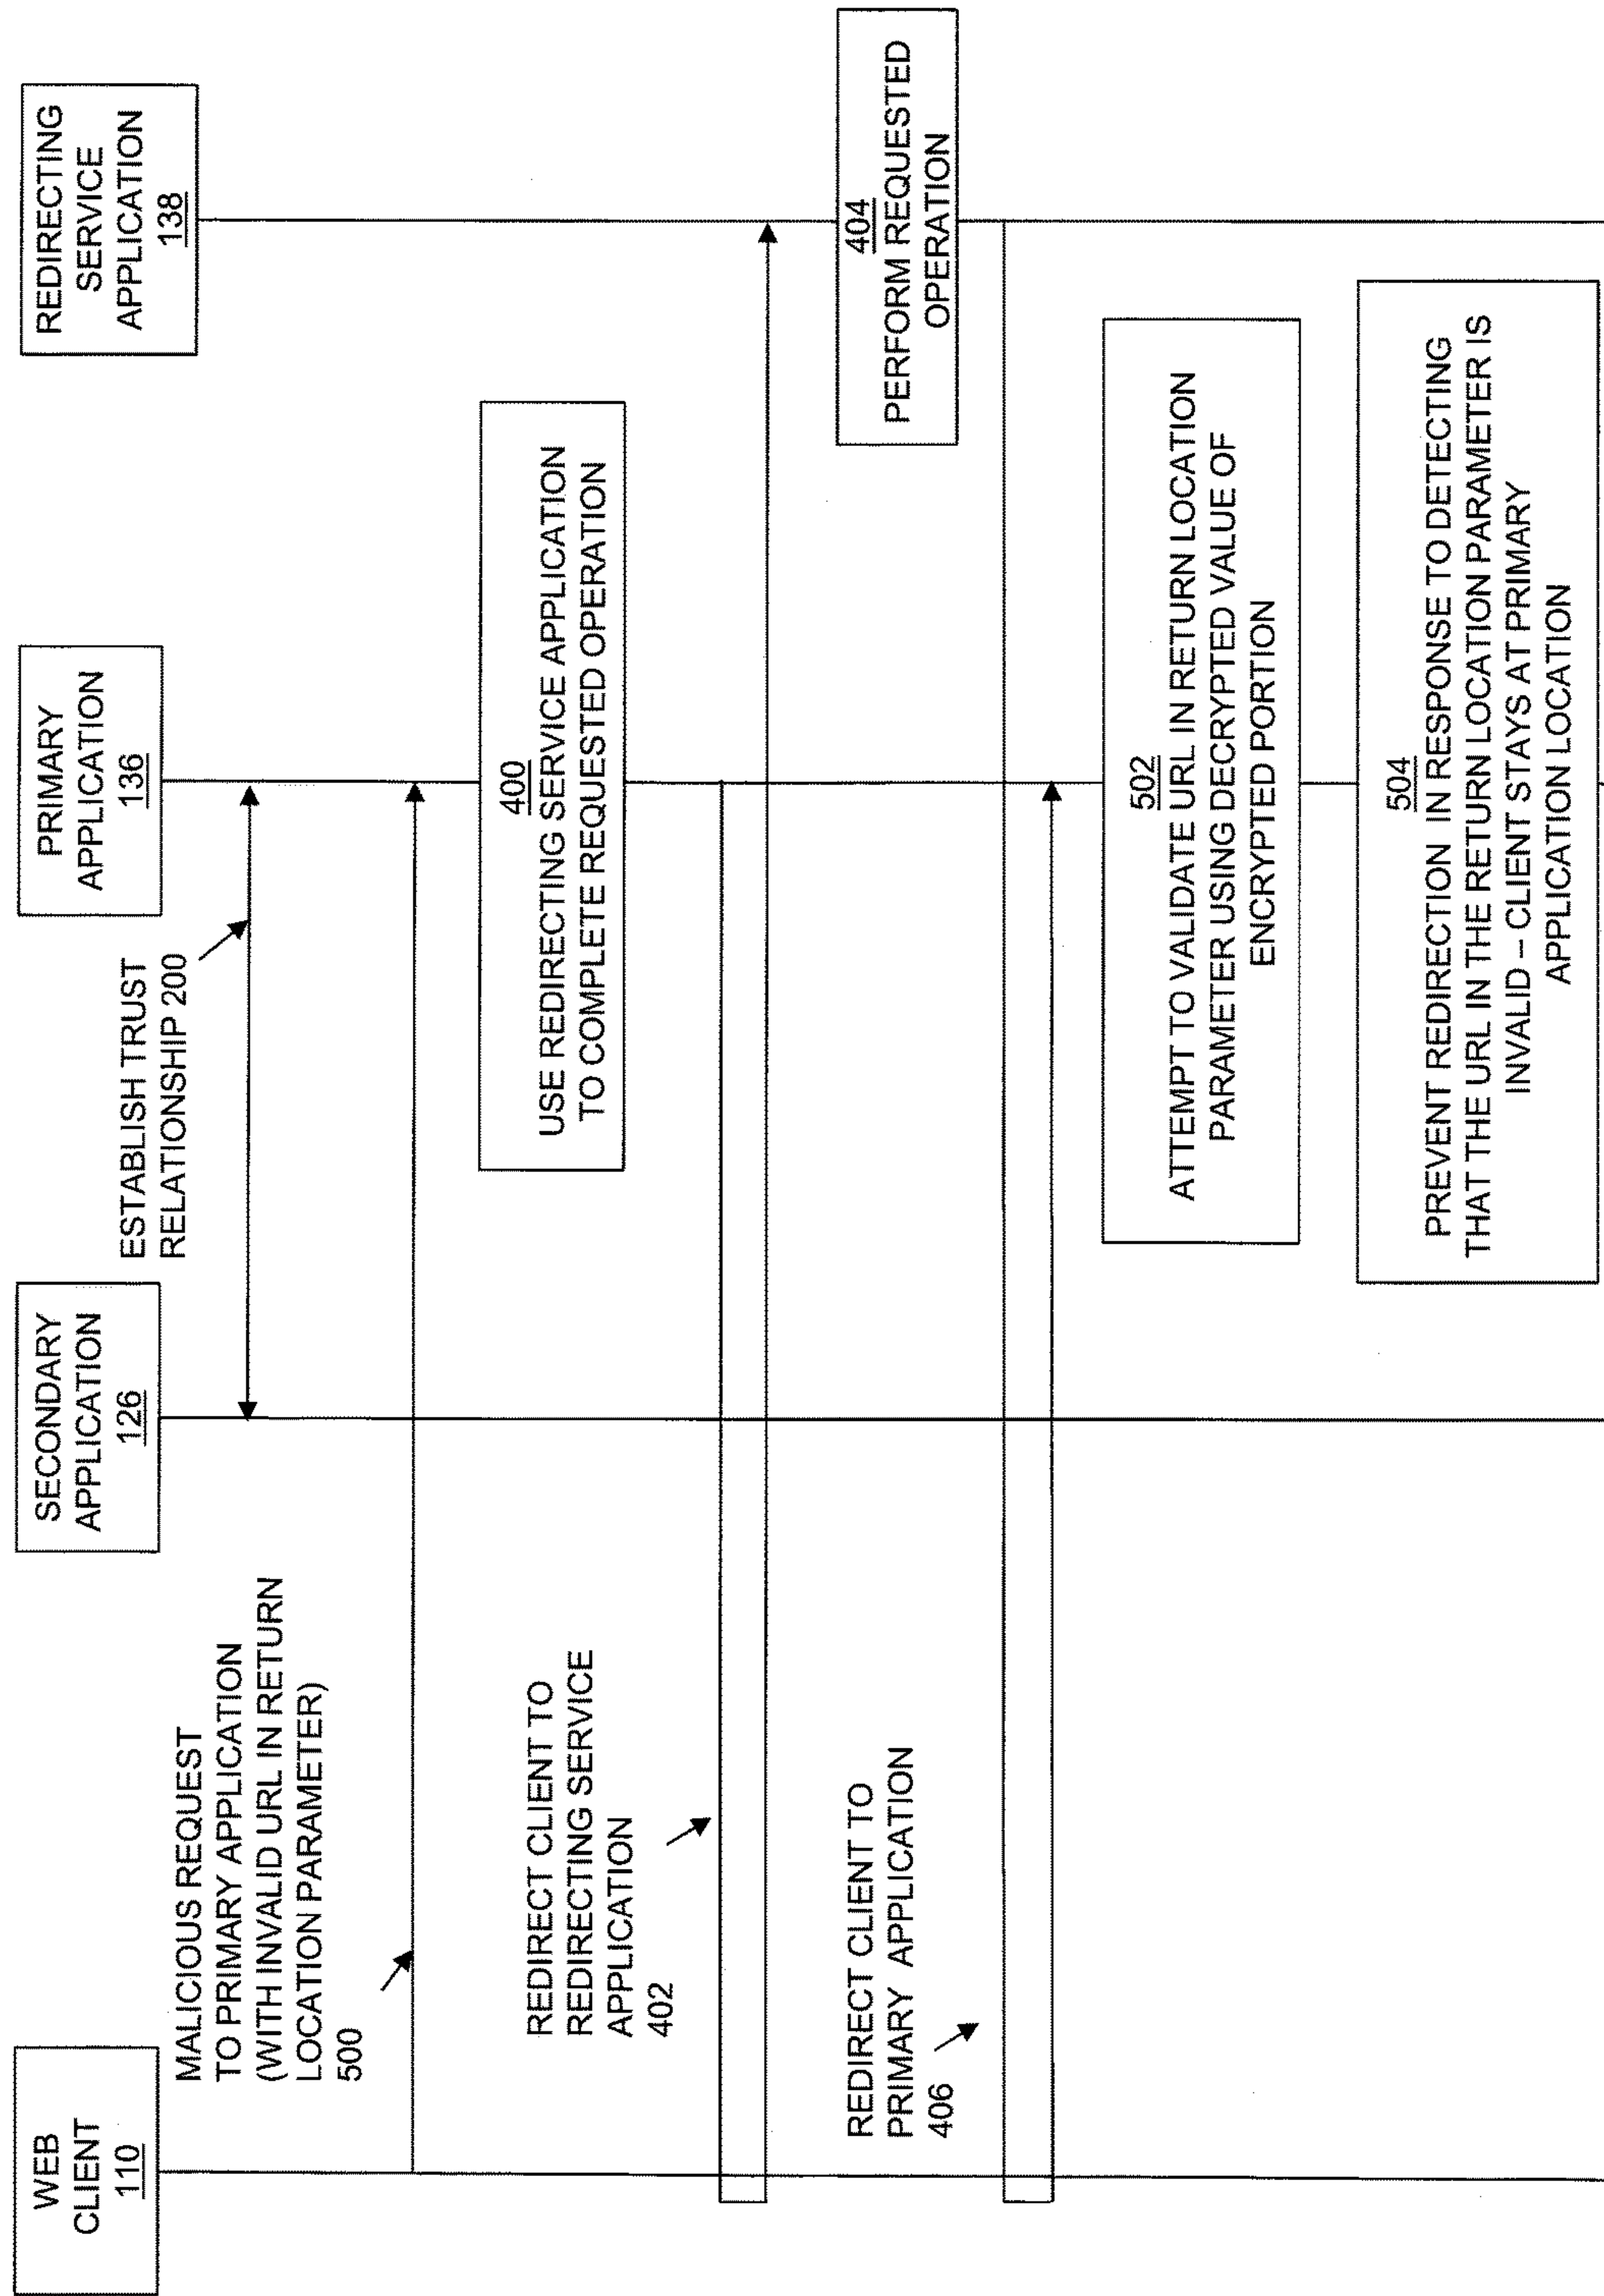 WEB
CLIENT
110
SECONDARY
APPLICATION
126
PRIMARY
APPLICATION
136
REDIRECTING
SERVICE
APPLICATION
138
ESTABLISH TRUST
RELATIONSHIP 200
MALICIOUS REQUEST
TO PRIMARY APPLICATION
(WITH INVALID URL IN RETURN
LOCATION PARAMETER)
500
400
USE REDIRECTING SERVICE APPLICATION
TO COMPLETE REQUESTED OPERATION
REDIRECT CLIENT TO
REDIRECTING SERVICE
APPLICATION
402
404
PERFORM REQUESTED
OPERATION
REDIRECT CLIENT TO
PRIMARY APPLICATION
406
502
ATTEMPT TO VALIDATE URL IN RETURN LOCATION
PARAMETER USING DECRYPTED VALUE OF
ENCRYPTED PORTION
504
PREVENT REDIRECTION IN RESPONSE TO DETECTING
THAT THE URL IN THE RETURN LOCATION PARAMETER IS
INVALID – CLIENT STAYS AT PRIMARY
APPLICATION LOCATION